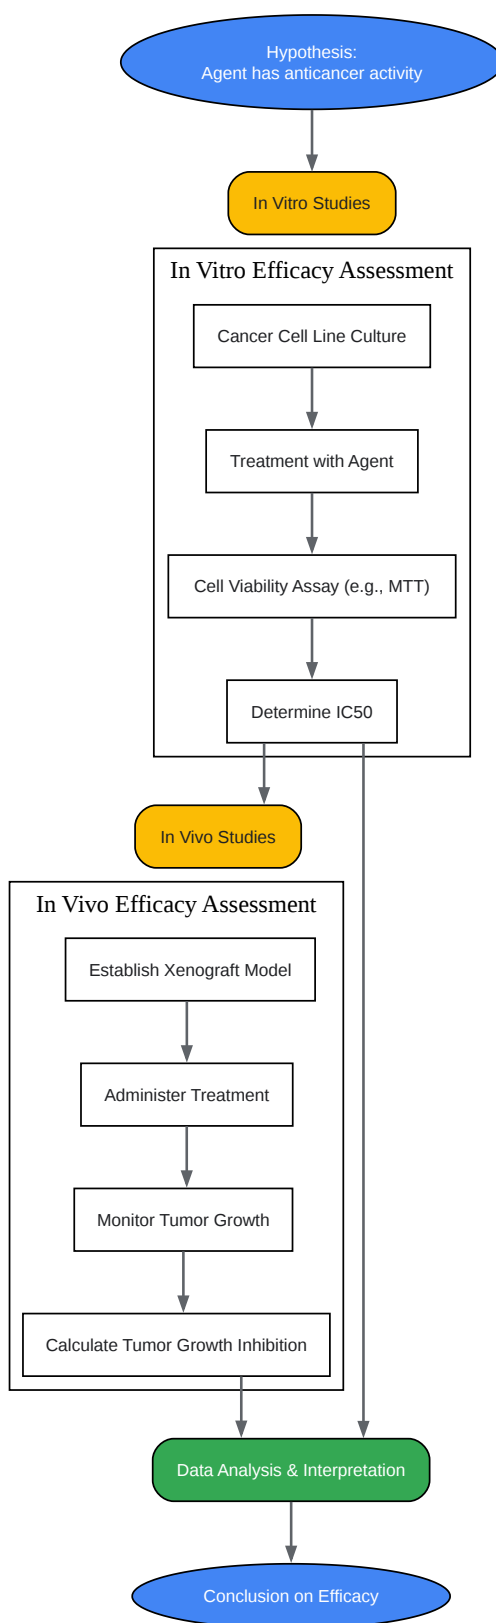 Hypothesis:
Agent has anticancer activity
In Vitro Studies
In Vitro Efficacy Assessment
Cancer Cell Line Culture
Treatment with Agent
Cell Viability Assay (e.g., MTT)
Determine IC50
In Vivo Studies
In Vivo Efficacy Assessment
Establish Xenograft Model
Administer Treatment
Monitor Tumor Growth
Calculate Tumor Growth Inhibition
Data Analysis & Interpretation
Conclusion on Efficacy